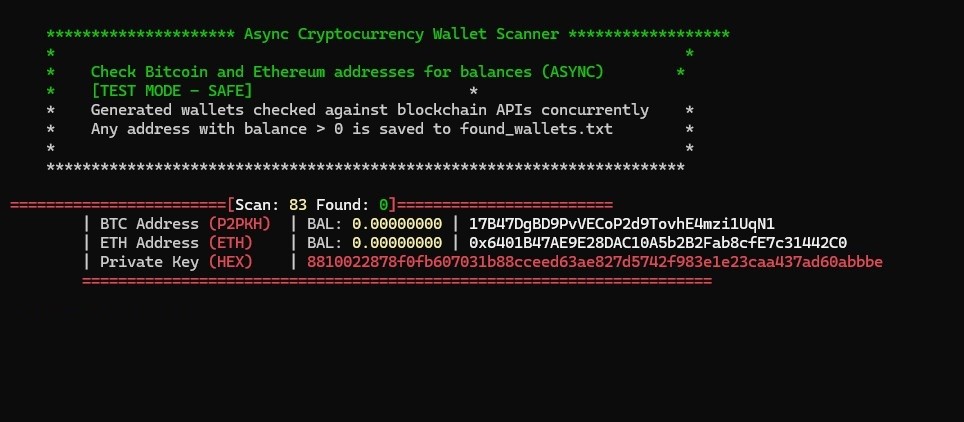 ********************* Async Cryptocurrency Wallet Scanner ******************
* *
* Check Bitcoin and Ethereum addresses for balances (ASYNC) *
* [TEST MODE - SAFE] *
* Generated wallets checked against blockchain APIs concurrently *
* Any address with balance > 0 is saved to found_wallets.txt *
* *
***********************************************************************
========================[Scan: 83 Found: 0]========================
| BTC Address (P2PKH) | BAL: 0.00000000 | 17B47DgBD9PvVECoP2d9TovhE4mzi1UqN1
| ETH Address (ETH) | BAL: 0.00000000 | 0x6401B47AE9E28DAC10A5b2B2Fab8cfE7c31442C0
| Private Key (HEX) | 8810022878f0fb607031b88cceed63ae827d5742f983e1e23caa437ad60abbbe
======================================================================